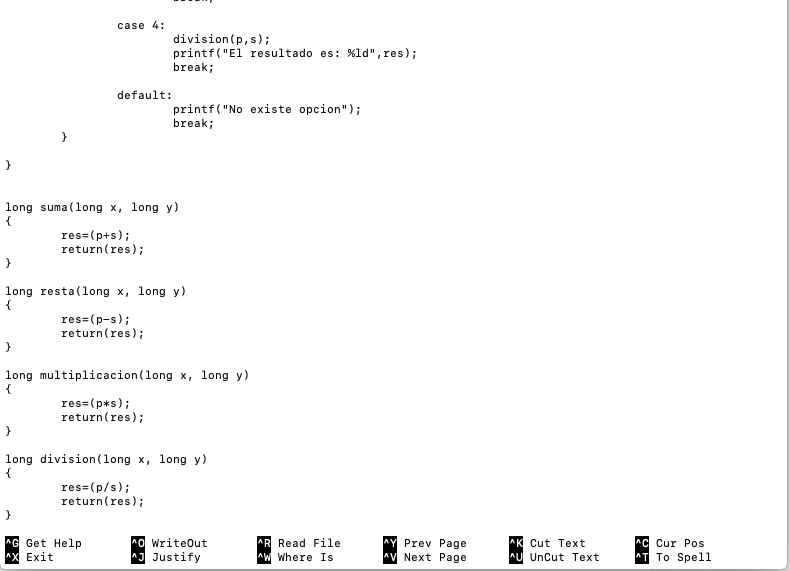 break;
case 4:
division(p,s);
printf("El resultado es: %ld",res);
break;
default:
printf("No existe opcion");
break;
}
}
long suma(long x, long y)
{
res=(p+s);
return(res);
}
long resta(long x, long y)
{
res=(p-s);
return(res);
}
long multiplicacion(long x, long y)
{
res=(p*s);
return(res);
}
long division(long x, long y)
{
res=(p/s);
return(res);
}
^G Get Help ^O WriteOut ^R Read File ^Y Prev Page ^K Cut Text ^C Cur Pos
^X Exit ^J Justify ^W Where Is ^V Next Page ^U UnCut Text ^T To Spell